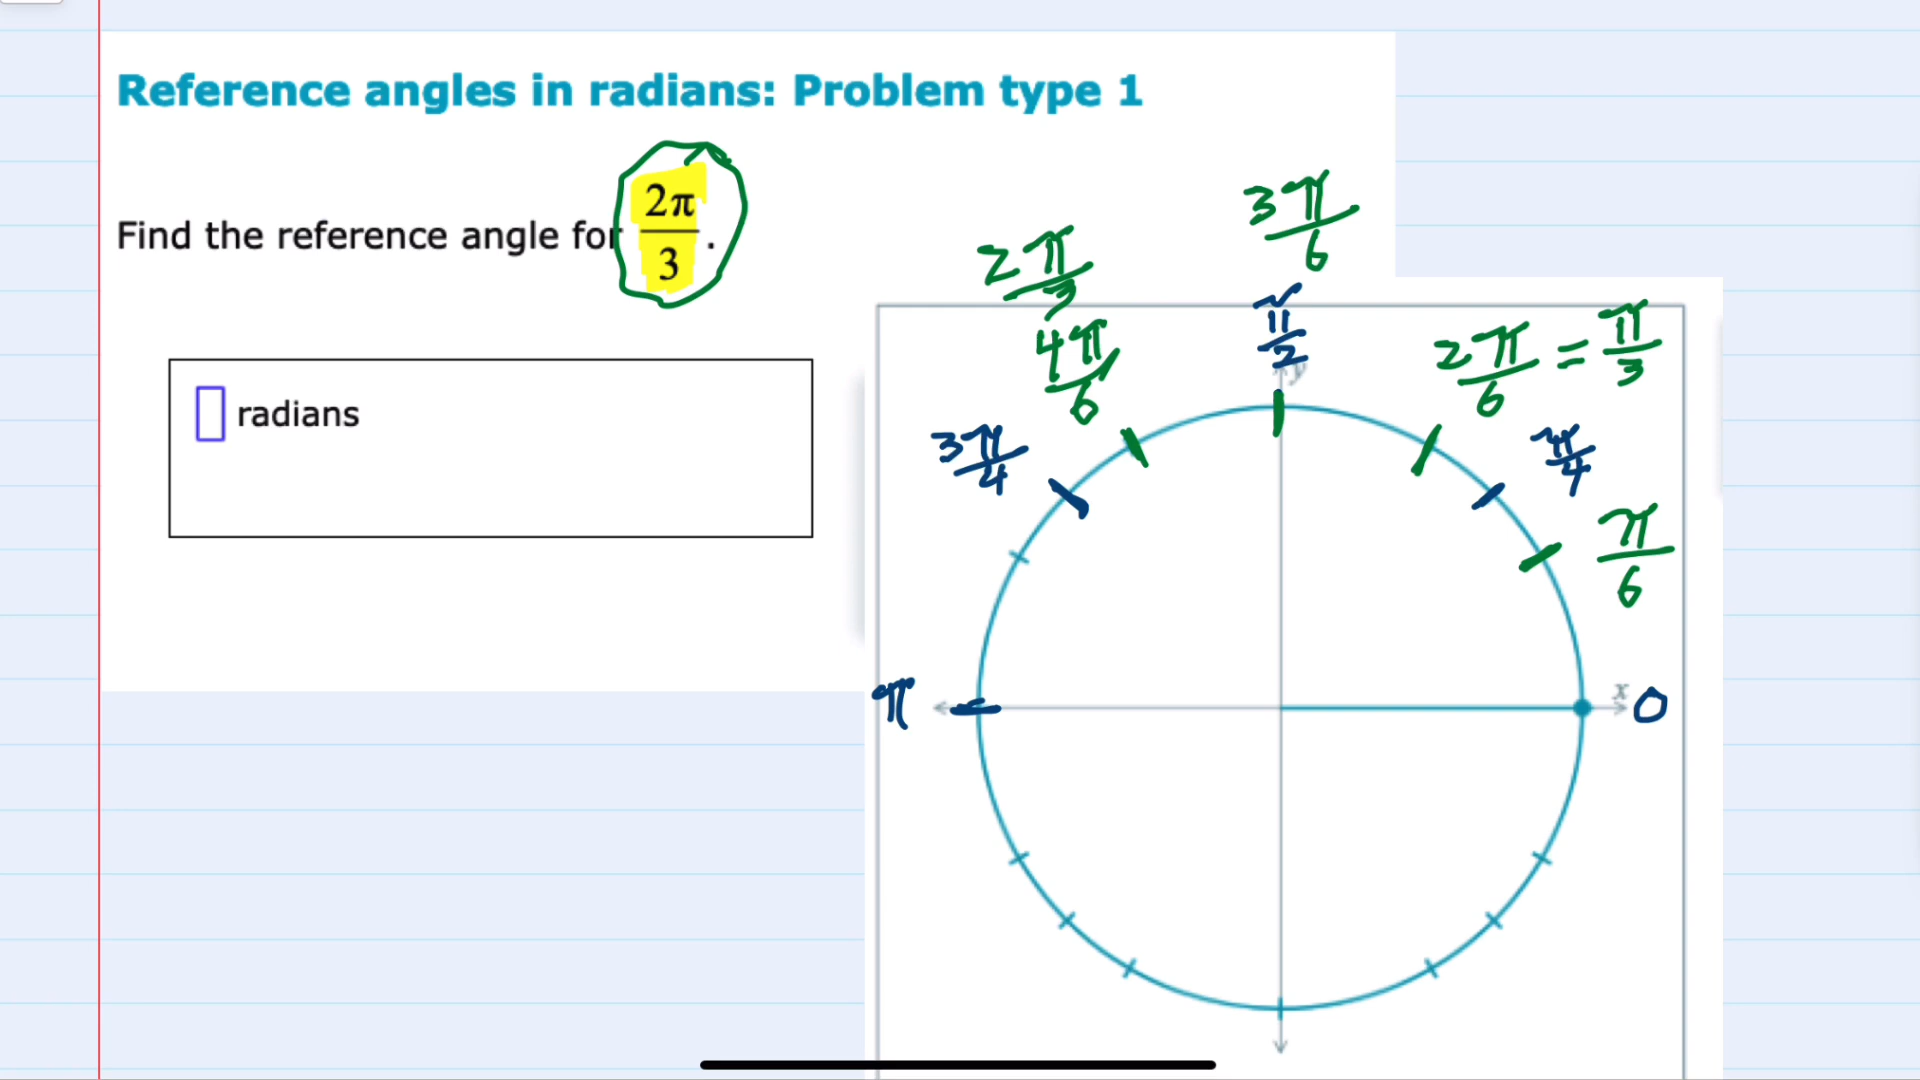 Reference angles in radians: Problem type 1
Find the reference angle for 2π/3 .
radians
3π/6
2π/3
π/2
4π/6
2π/6 = π/3
y
3π/4
π/4
π/6
π
x
0